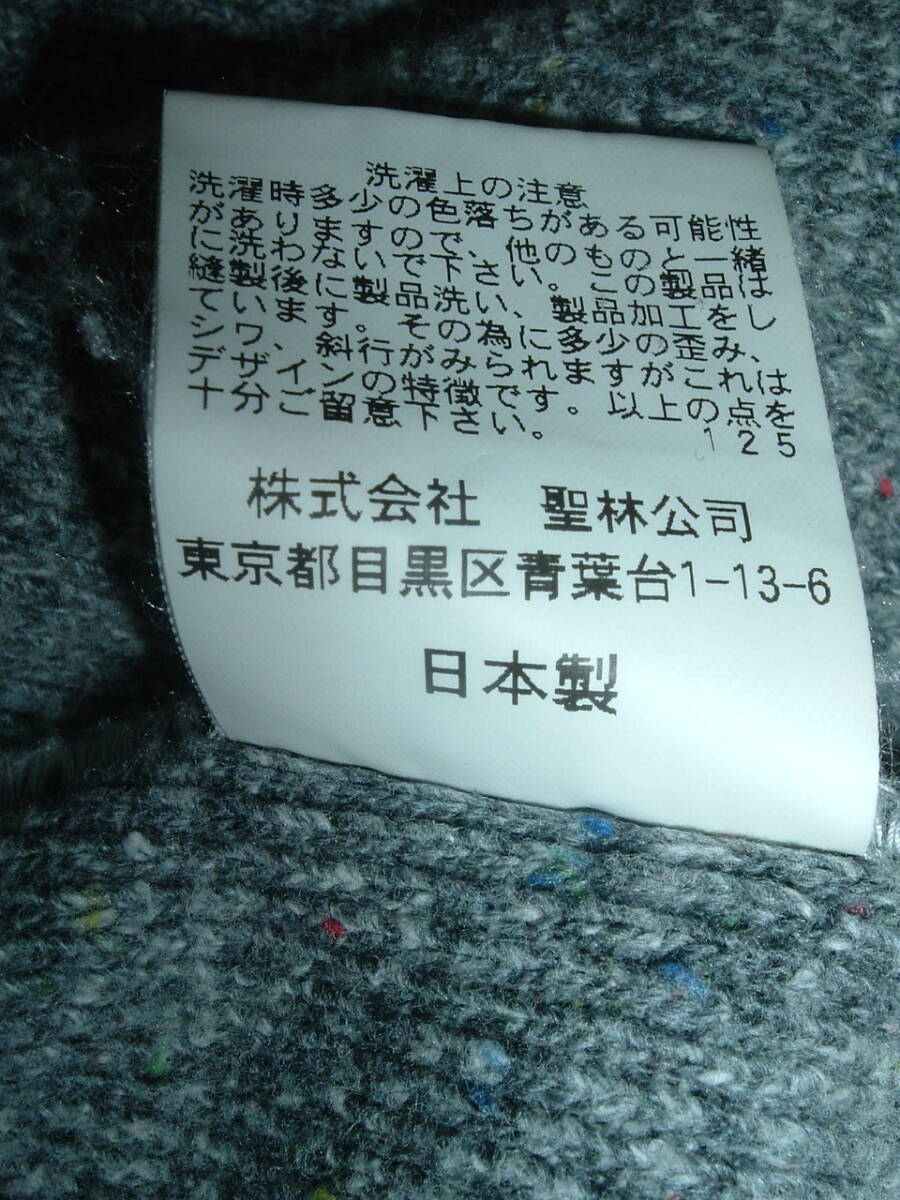 洗濯上の注意
洗濯時多少の色落ちがある可能性
がありますので、他のものと一緒
に洗わないで下さい。この製品は
縫製後に製品洗い、製品加工をし
ています。その為に多少の歪み、
シワ、斜行がみられますがこれは
デザインの特徴です。以上の点を
十分ご留意下さい。 125
株式会社 聖林公司
東京都目黒区青葉台1-13-6
日本製